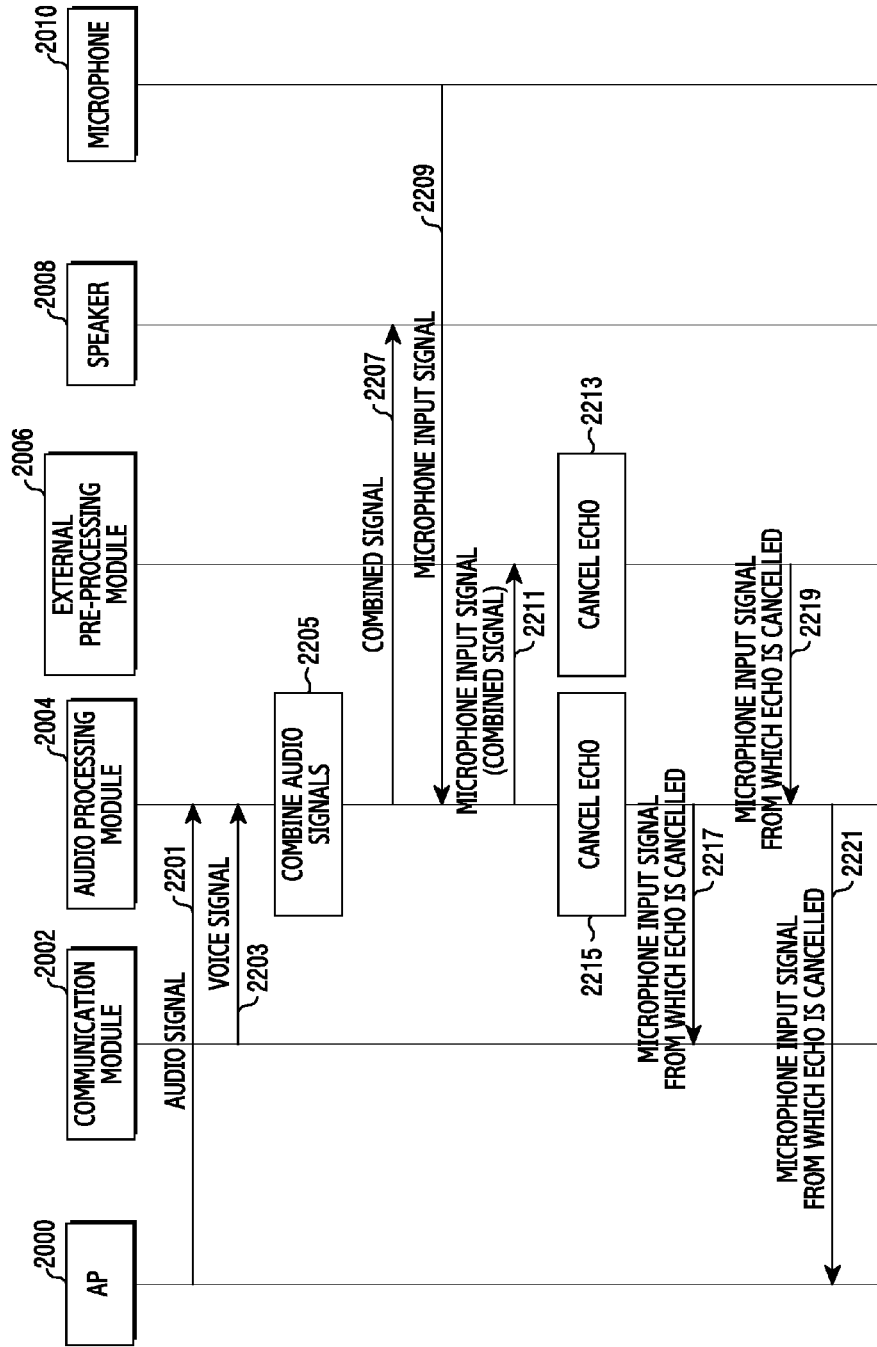 2000
AP
2002
COMMUNICATION
MODULE
2004
AUDIO PROCESSING
MODULE
2006
EXTERNAL
PRE-PROCESSING
MODULE
2008
SPEAKER
2010
MICROPHONE
AUDIO SIGNAL
2201
VOICE SIGNAL
2203
COMBINE AUDIO
SIGNALS
2205
COMBINED SIGNAL
2207
MICROPHONE INPUT SIGNAL
2209
MICROPHONE INPUT SIGNAL
(COMBINED SIGNAL)
2211
CANCEL ECHO
2215
CANCEL ECHO
2213
MICROPHONE INPUT SIGNAL
FROM WHICH ECHO IS CANCELLED
2217
MICROPHONE INPUT SIGNAL
FROM WHICH ECHO IS CANCELLED
2219
MICROPHONE INPUT SIGNAL
FROM WHICH ECHO IS CANCELLED
2221